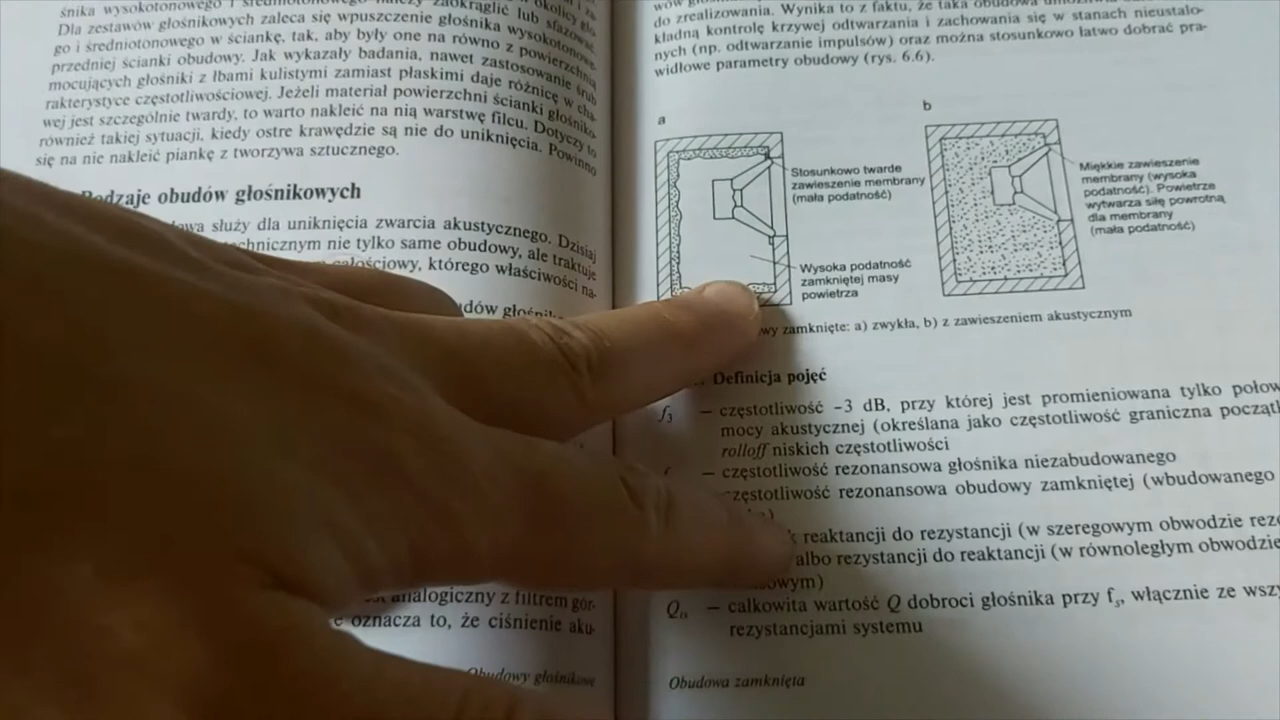 śnika wysokotonowego i średniotonowego należy zaokrąglić lub sfazować.
Dla zestawów głośnikowych zaleca się wpuszczenie głośnika wysokotonowe-
go i średniotonowego w ściankę, tak, aby były one na równo z powierzchnią
przedniej ścianki obudowy. Jak wykazały badania, nawet zastosowanie śrub
mocujących głośniki z łbami kulistymi zamiast płaskimi daje różnicę w cha-
rakterystyce częstotliwościowej. Jeżeli materiał powierzchni ścianki głośniko-
wej jest szczególnie twardy, to warto nakleić na nią warstwę filcu. Dotyczy to
również takiej sytuacji, kiedy ostre krawędzie są nie do uniknięcia. Powinno
się na nie nakleić piankę z tworzywa sztucznego.
Rodzaje obudów głośnikowych
służy dla uniknięcia zwarcia akustycznego. Dzisiaj
nie tylko same obudowy, ale traktuje
całościowy, którego właściwości na-
analogiczny z filtrem gór-
oznacza to, że ciśnienie aku-
Obudowy głośnikowe
do zrealizowania. Wynika to z faktu, że taka obudowa
kładną kontrolę krzywej odtwarzania i zachowania się w stanach nieustalo-
nych (np. odtwarzanie impulsów) oraz można stosunkowo łatwo dobrać pra-
widłowe parametry obudowy (rys. 6.6).
a
b
Stosunkowo twarde
zawieszenie membrany
(mała podatność)
Wysoka podatność
zamkniętej masy
powietrza
Miękkie zawieszenie
membrany (wysoka
podatność). Powietrze
wytwarza siłę powrotną
dla membrany
(mała podatność)
zamknięte: a) zwykła, b) z zawieszeniem akustycznym
Definicja pojęć
f₃ – częstotliwość –3 dB, przy której jest promieniowana tylko połow
mocy akustycznej (określana jako częstotliwość graniczna początk
rolloff niskich częstotliwości
– częstotliwość rezonansowa głośnika niezabudowanego
częstotliwość rezonansowa obudowy zamkniętej (wbudowanego
reaktancji do rezystancji (w szeregowym obwodzie rezo
albo rezystancji do reaktancji (w równoległym obwodzie
– całkowita wartość Q dobroci głośnika przy fₛ, włącznie ze wszy
rezystancjami systemu
Obudowa zamknięta